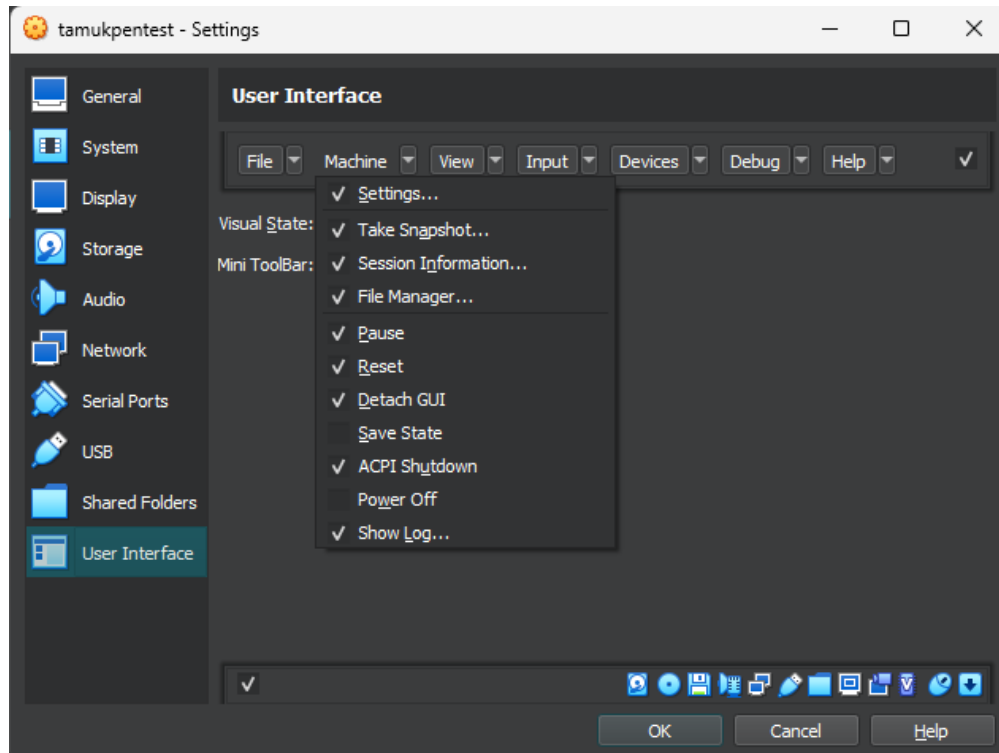 tamukpentest - Settings
General
System
Display
Storage
Audio
Network
Serial Ports
USB
Shared Folders
User Interface
User Interface
File Machine View Input Devices Debug Help
Visual State:
Mini ToolBar:
Settings...
Take Snapshot...
Session Information...
File Manager...
Pause
Reset
Detach GUI
Save State
ACPI Shutdown
Power Off
Show Log...
OK Cancel Help